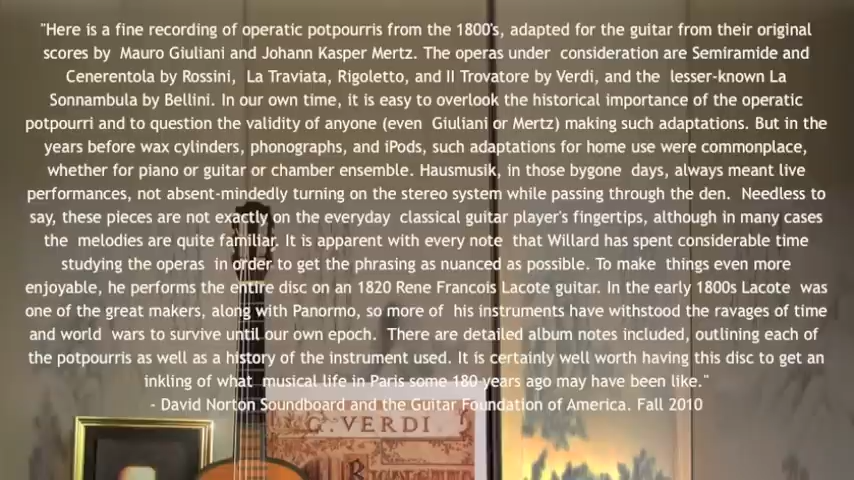 "Here is a fine recording of operatic potpourris from the 1800's, adapted for the guitar from their original
scores by Mauro Giuliani and Johann Kasper Mertz. The operas under consideration are Semiramide and
Cenerentola by Rossini, La Traviata, Rigoletto, and II Trovatore by Verdi, and the lesser-known La
Sonnambula by Bellini. In our own time, it is easy to overlook the historical importance of the operatic
potpourri and to question the validity of anyone (even Giuliani or Mertz) making such adaptations. But in the
years before wax cylinders, phonographs, and iPods, such adaptations for home use were commonplace,
whether for piano or guitar or chamber ensemble. Hausmusik, in those bygone days, always meant live
performances, not absent-mindedly turning on the stereo system while passing through the den. Needless to
say, these pieces are not exactly on the everyday classical guitar player's fingertips, although in many cases
the melodies are quite familiar. It is apparent with every note that Willard has spent considerable time
studying the operas in order to get the phrasing as nuanced as possible. To make things even more
enjoyable, he performs the entire disc on an 1820 Rene Francois Lacote guitar. In the early 1800s Lacote was
one of the great makers, along with Panormo, so more of his instruments have withstood the ravages of time
and world wars to survive until our own epoch. There are detailed album notes included, outlining each of
the potpourris as well as a history of the instrument used. It is certainly well worth having this disc to get an
inkling of what musical life in Paris some 180 years ago may have been like."
- David Norton Soundboard and the Guitar Foundation of America. Fall 2010
G. VERDI